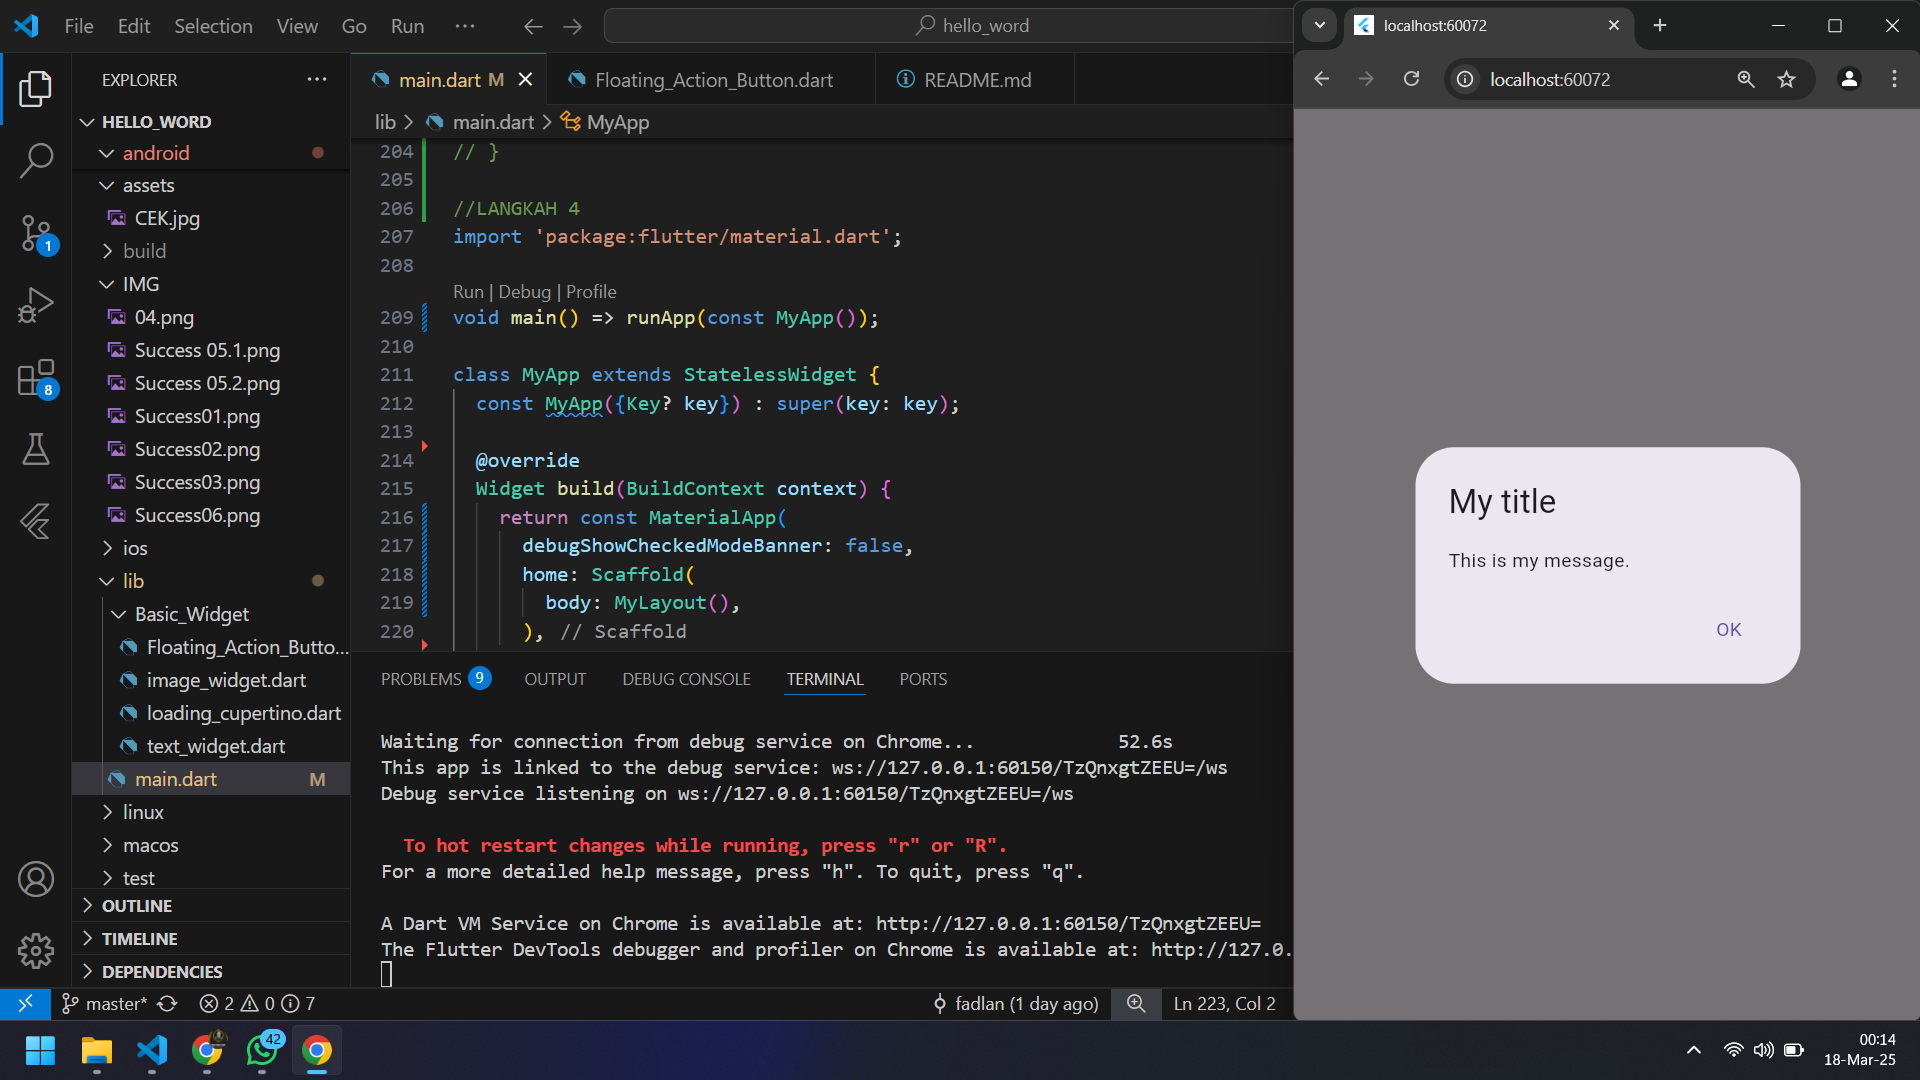 File Edit Selection View Go Run ···
hello_word
EXPLORER
HELLO_WORD
android
assets
CEK.jpg
build
IMG
04.png
Success 05.1.png
Success 05.2.png
Success01.png
Success02.png
Success03.png
Success06.png
ios
lib
Basic_Widget
Floating_Action_Butto...
image_widget.dart
loading_cupertino.dart
text_widget.dart
main.dart M
linux
macos
test
OUTLINE
TIMELINE
DEPENDENCIES
1
8
main.dart M
Floating_Action_Button.dart
README.md
lib > main.dart > MyApp
204 // }
205
206 //LANGKAH 4
207 import 'package:flutter/material.dart';
208
Run | Debug | Profile
209 void main() => runApp(const MyApp());
210
211 class MyApp extends StatelessWidget {
212 const MyApp({Key? key}) : super(key: key);
213
214 @override
215 Widget build(BuildContext context) {
216 return const MaterialApp(
217 debugShowCheckedModeBanner: false,
218 home: Scaffold(
219 body: MyLayout(),
220 ), // Scaffold
PROBLEMS 9 OUTPUT DEBUG CONSOLE TERMINAL PORTS
Waiting for connection from debug service on Chrome... 52.6s
This app is linked to the debug service: ws://127.0.0.1:60150/TzQnxgtZEEU=/ws
Debug service listening on ws://127.0.0.1:60150/TzQnxgtZEEU=/ws
To hot restart changes while running, press "r" or "R".
For a more detailed help message, press "h". To quit, press "q".
A Dart VM Service on Chrome is available at: http://127.0.0.1:60150/TzQnxgtZEEU=
The Flutter DevTools debugger and profiler on Chrome is available at: http://127.0.
master* 2 0 7
fadlan (1 day ago)
Ln 223, Col 2
localhost:60072
localhost:60072
My title
This is my message.
OK
42
00:14
18-Mar-25